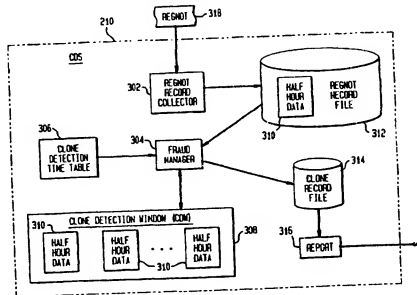 210
REGNOT
318
CDS
302
REGNOT
RECORD
COLLECTOR
HALF
HOUR
DATA
310
REGNOT
RECORD
FILE
312
306
CLONE
DETECTION
TIME TABLE
304
FRAUD
MANAGER
314
CLONE
RECORD
FILE
CLONE DETECTION WINDOW (CDW)
308
310
HALF
HOUR
DATA
HALF
HOUR
DATA
. . .
HALF
HOUR
DATA
310
316
REPORT